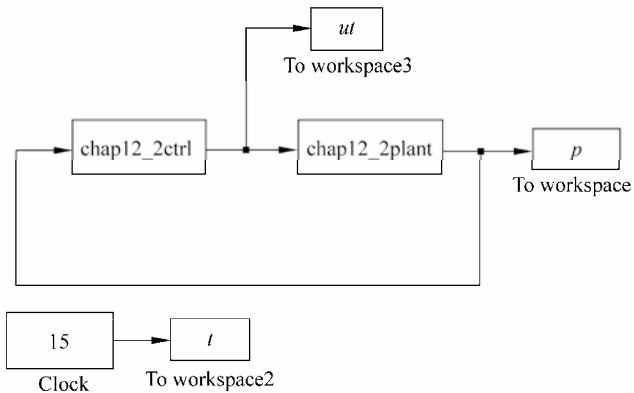 ut
To workspace3
chap12_2ctrl
chap12_2plant
p
To workspace
15
t
Clock
To workspace2